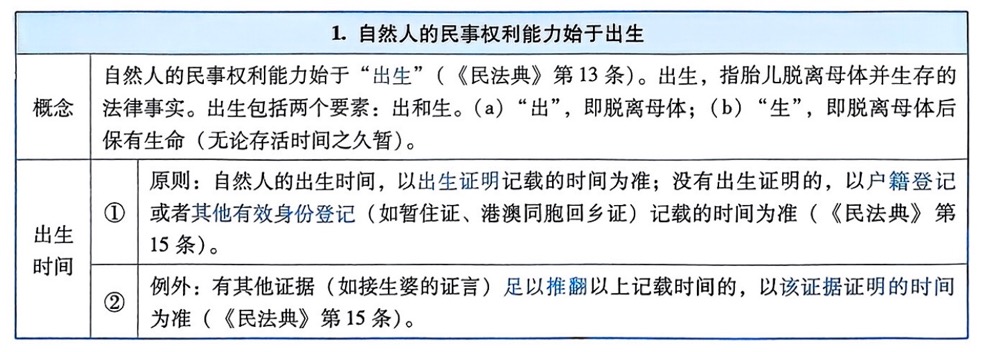 1. 自然人的民事权利能力始于出生
概念
自然人的民事权利能力始于“出生”（《民法典》第13条）。出生，指胎儿脱离母体并生存的
法律事实。出生包括两个要素：出和生。（a）“出”，即脱离母体；（b）“生”，即脱离母体后
保有生命（无论存活时间之久暂）。
出生
时间
①
原则：自然人的出生时间，以出生证明记载的时间为准；没有出生证明的，以户籍登记
或者其他有效身份登记（如暂住证、港澳同胞回乡证）记载的时间为准（《民法典》第
15条）。
②
例外：有其他证据（如接生婆的证言）足以推翻以上记载时间的，以该证据证明的时间
为准（《民法典》第15条）。